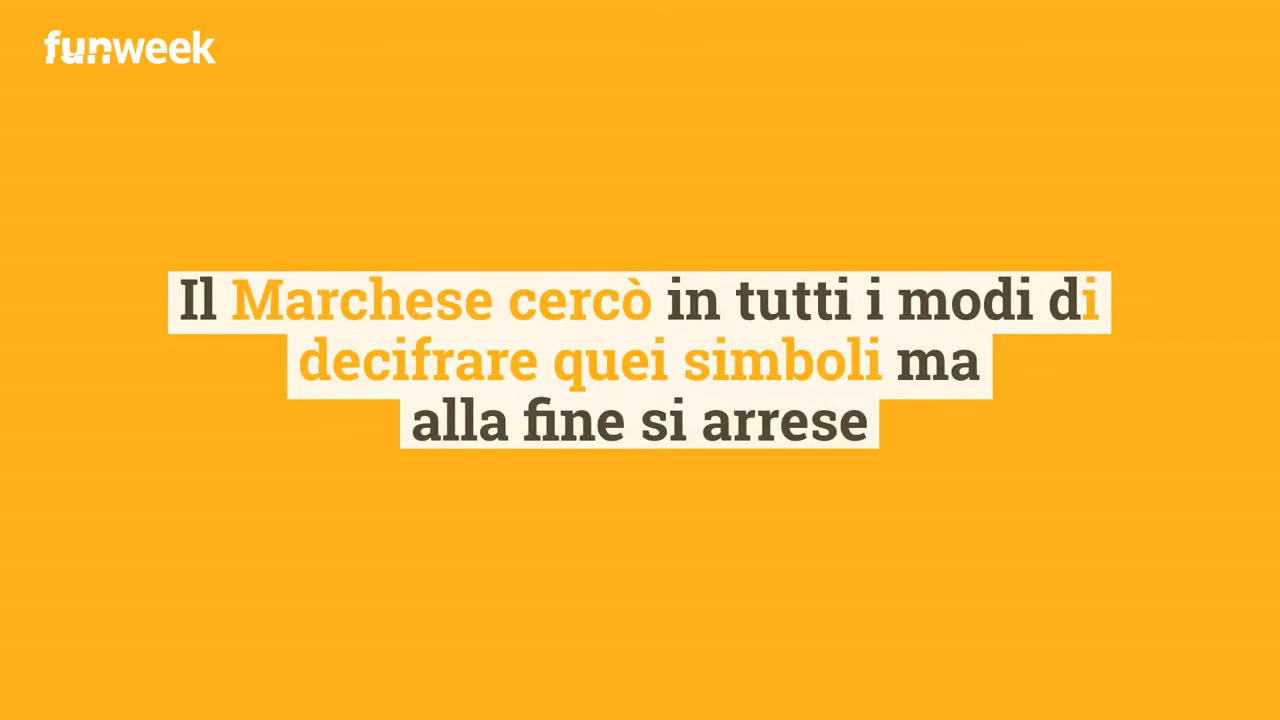 funweek
Il Marchese cercò in tutti i modi di
decifrare quei simboli ma
alla fine si arrese